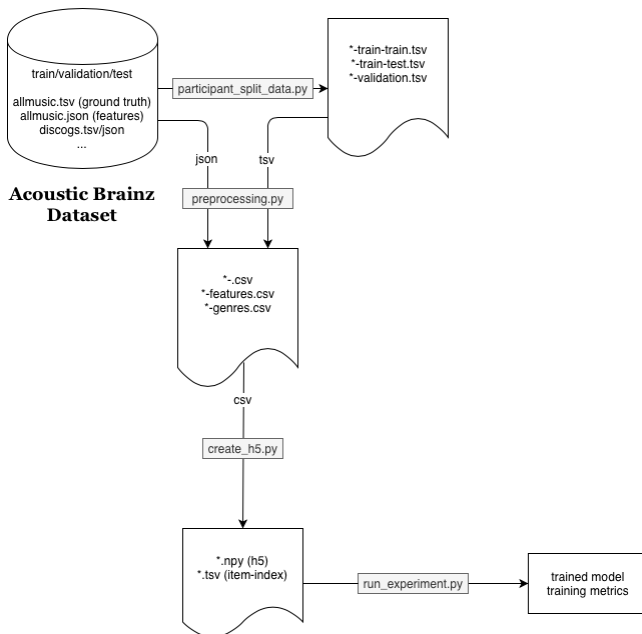 train/validation/test
allmusic.tsv (ground truth)
allmusic.json (features)
discogs.tsv/json
...
Acoustic Brainz
Dataset
participant_split_data.py
*-train-train.tsv
*-train-test.tsv
*-validation.tsv
json
tsv
preprocessing.py
*-.csv
*-features.csv
*-genres.csv
csv
create_h5.py
*.npy (h5)
*.tsv (item-index)
run_experiment.py
trained model
training metrics